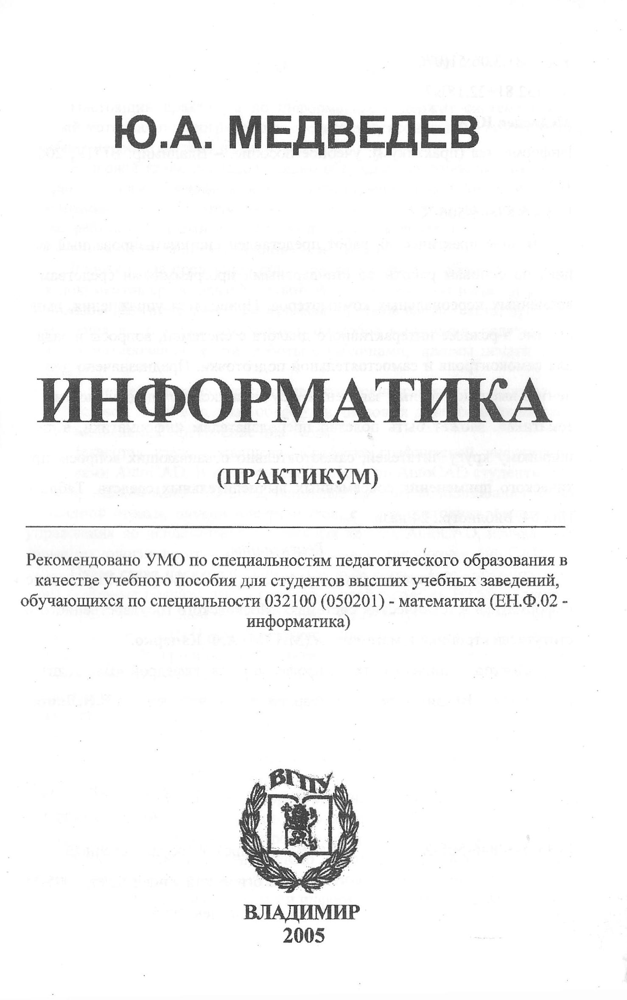 Ю.А. МЕДВЕДЕВ
ИНФОРМАТИКА
(ПРАКТИКУМ)
Рекомендовано УМО по специальностям педагогического образования в
качестве учебного пособия для студентов высших учебных заведений,
обучающихся по специальности 032100 (050201) - математика (ЕН.Ф.02 -
информатика)
ВГПУ
ВЛАДИМИР
2005